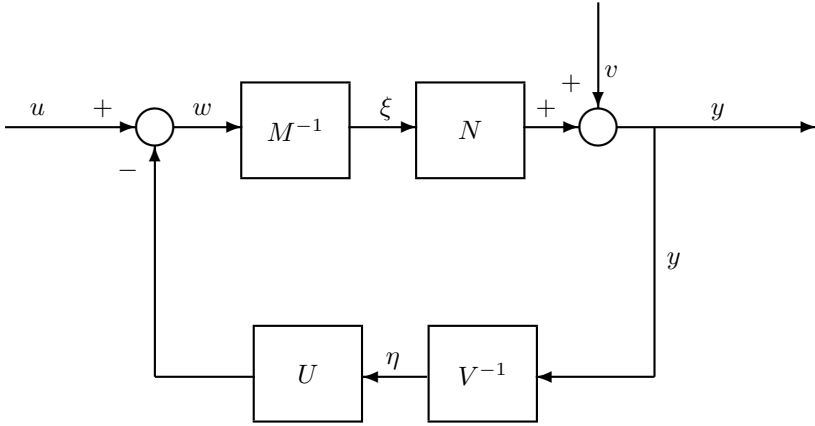 u
+
w
M⁻¹
ξ
N
+
+
v
y
−
y
U
η
V⁻¹